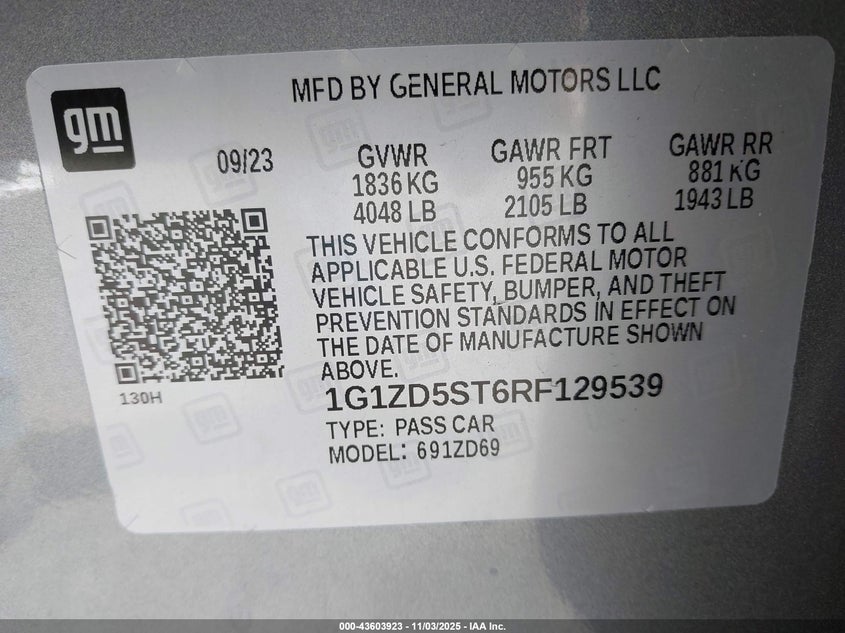 MFD BY GENERAL MOTORS LLC
gm
09/23
GVWR GAWR FRT GAWR RR
1836 KG 955 KG 881 KG
4048 LB 2105 LB 1943 LB
THIS VEHICLE CONFORMS TO ALL
APPLICABLE U.S. FEDERAL MOTOR
VEHICLE SAFETY, BUMPER, AND THEFT
PREVENTION STANDARDS IN EFFECT ON
THE DATE OF MANUFACTURE SHOWN
ABOVE.
130H
1G1ZD5ST6RF129539
TYPE: PASS CAR
MODEL: 691ZD69
000-43603923 - 11/03/2025 - IAA Inc.